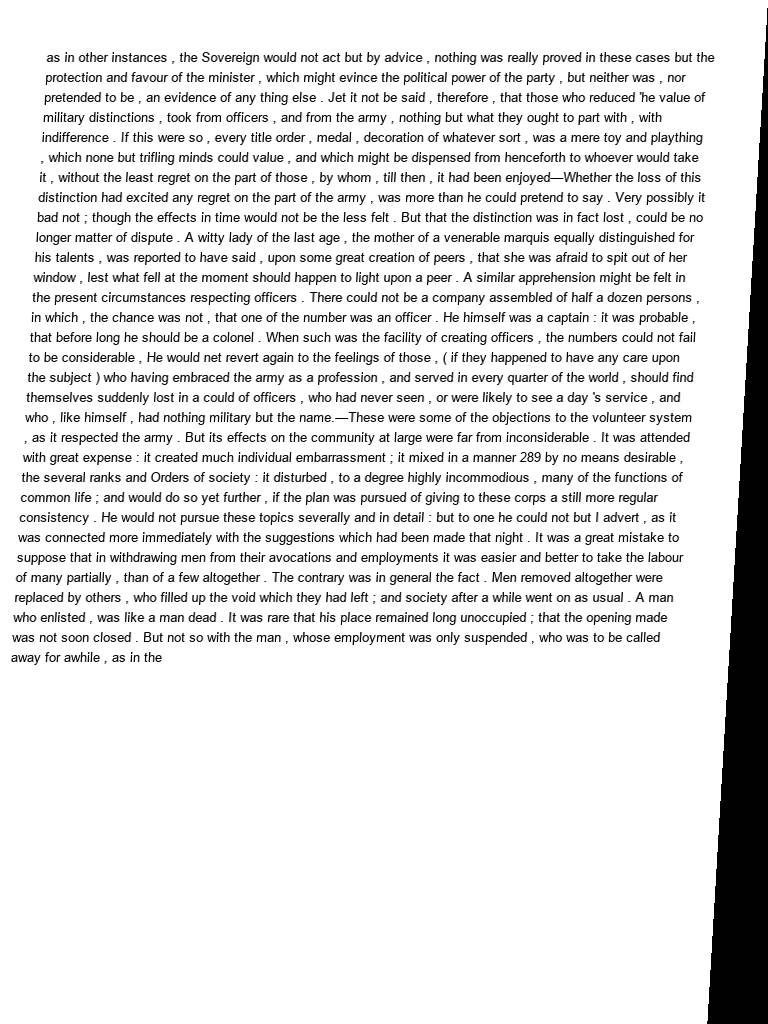 as in other instances , the Sovereign would not act but by advice , nothing was really proved in these cases but the
protection and favour of the minister , which might evince the political power of the party , but neither was , nor
pretended to be , an evidence of any thing else . Jet it not be said , therefore , that those who reduced 'he value of
military distinctions , took from officers , and from the army , nothing but what they ought to part with , with
indifference . If this were so , every title order , medal , decoration of whatever sort , was a mere toy and plaything
, which none but trifling minds could value , and which might be dispensed from henceforth to whoever would take
it , without the least regret on the part of those , by whom , till then , it had been enjoyed—Whether the loss of this
distinction had excited any regret on the part of the army , was more than he could pretend to say . Very possibly it
bad not ; though the effects in time would not be the less felt . But that the distinction was in fact lost , could be no
longer matter of dispute . A witty lady of the last age , the mother of a venerable marquis equally distinguished for
his talents , was reported to have said , upon some great creation of peers , that she was afraid to spit out of her
window , lest what fell at the moment should happen to light upon a peer . A similar apprehension might be felt in
the present circumstances respecting officers . There could not be a company assembled of half a dozen persons ,
in which , the chance was not , that one of the number was an officer . He himself was a captain : it was probable ,
that before long he should be a colonel . When such was the facility of creating officers , the numbers could not fail
to be considerable , He would net revert again to the feelings of those , ( if they happened to have any care upon
the subject ) who having embraced the army as a profession , and served in every quarter of the world , should find
themselves suddenly lost in a could of officers , who had never seen , or were likely to see a day 's service , and
who , like himself , had nothing military but the name.—These were some of the objections to the volunteer system
, as it respected the army . But its effects on the community at large were far from inconsiderable . It was attended
with great expense : it created much individual embarrassment ; it mixed in a manner 289 by no means desirable ,
the several ranks and Orders of society : it disturbed , to a degree highly incommodious , many of the functions of
common life ; and would do so yet further , if the plan was pursued of giving to these corps a still more regular
consistency . He would not pursue these topics severally and in detail : but to one he could not but I advert , as it
was connected more immediately with the suggestions which had been made that night . It was a great mistake to
suppose that in withdrawing men from their avocations and employments it was easier and better to take the labour
of many partially , than of a few altogether . The contrary was in general the fact . Men removed altogether were
replaced by others , who filled up the void which they had left ; and society after a while went on as usual . A man
who enlisted , was like a man dead . It was rare that his place remained long unoccupied ; that the opening made
was not soon closed . But not so with the man , whose employment was only suspended , who was to be called
away for awhile , as in the